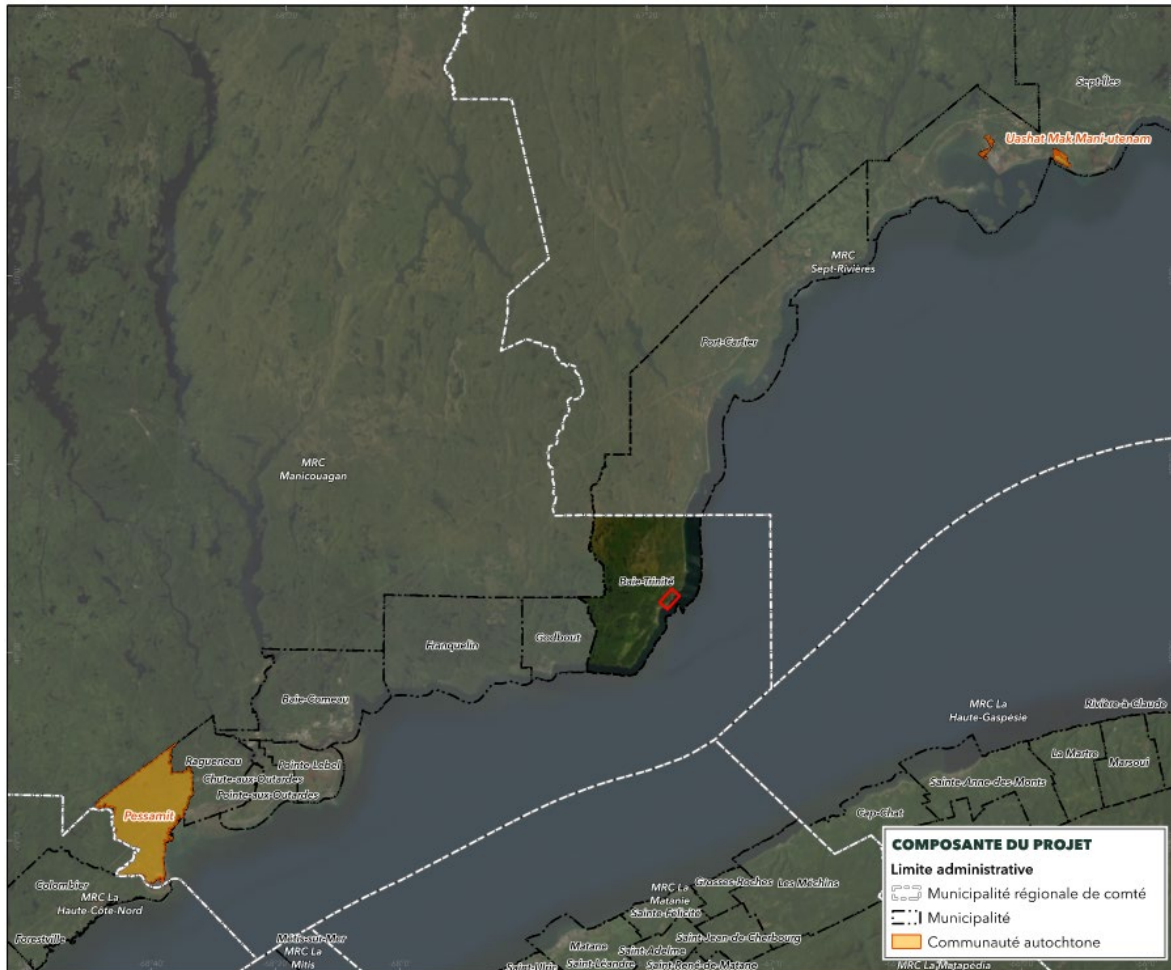 Sept-Îles
Uashat Mak Mani-utenam
MRC
Sept-Rivières
Port-Cartier
MRC
Manicouagan
Baie-Trinité
Franquelin
Godbout
Baie-Comeau
MRC La
Haute-Gaspésie
Rivière-à-Claude
La Martre
Marsoui
Ragueneau
Pointe-Lebel
Chute-aux-Outardes
Pointe-aux-Outardes
Sainte-Anne-des-Monts
Pessamit
Cap-Chat
Colombier
MRC La
Haute-Côte-Nord
Forestville
Grosses-Roches
Les Méchins
MRC La
Matanie
Sainte-Félicité
Métis-sur-Mer
MRC La
Mitis
Matane
Saint-Jean-de-Cherbourg
Saint-Adelme
Saint-Ulric
Saint-Léandre
Saint-René-de-Matane
MRC La Matapédia
COMPOSANTE DU PROJET
Limite administrative
Municipalité régionale de comté
Municipalité
Communauté autochtone